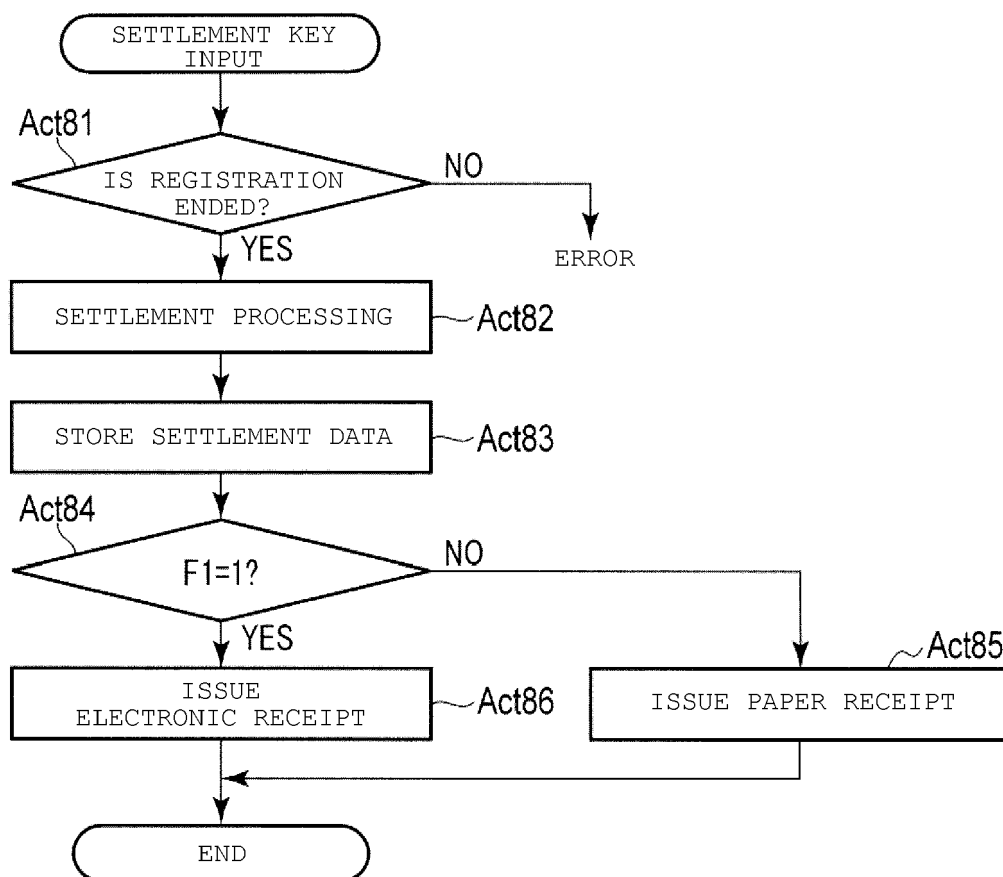 SETTLEMENT KEY
INPUT
Act81
IS REGISTRATION
ENDED?
NO
ERROR
YES
SETTLEMENT PROCESSING
Act82
STORE SETTLEMENT DATA
Act83
Act84
F1=1?
NO
YES
Act85
ISSUE
ELECTRONIC RECEIPT
Act86
ISSUE PAPER RECEIPT
END